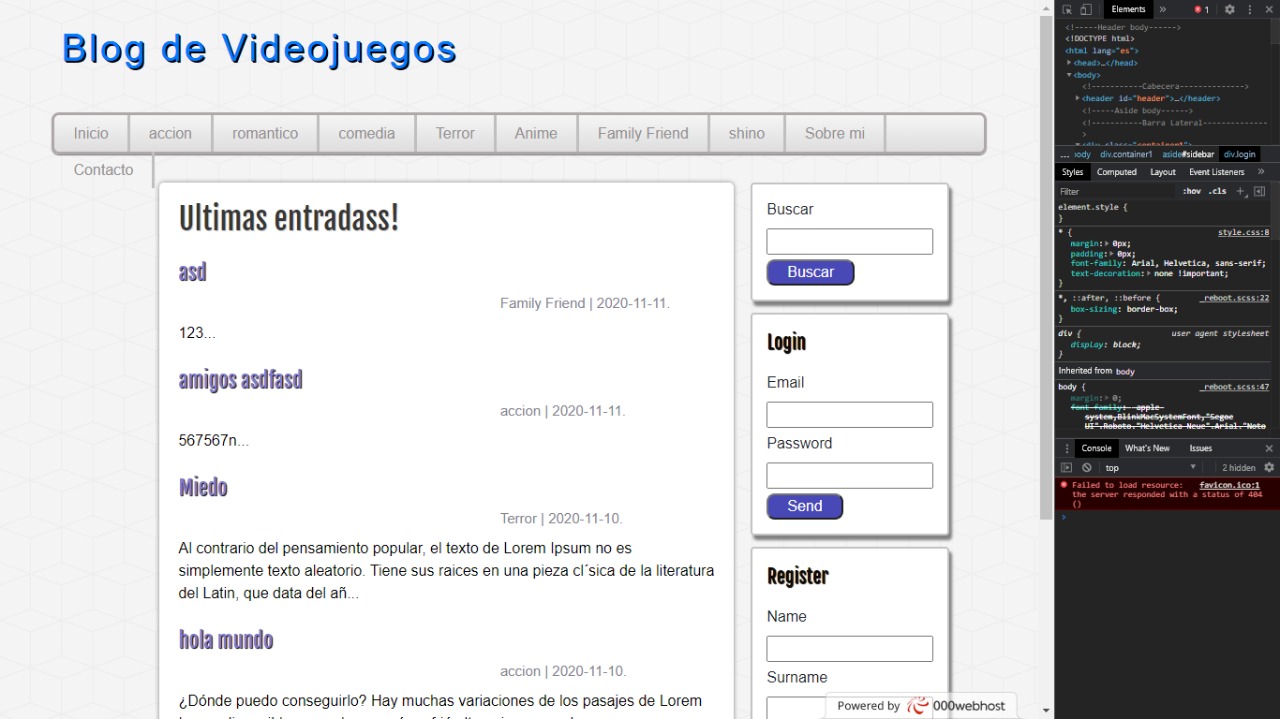 Blog de Videojuegos
Inicio accion romantico comedia Terror Anime Family Friend shino Sobre mi
Contacto
Ultimas entradass!
asd
Family Friend | 2020-11-11.
123...
amigos asdfasd
accion | 2020-11-11.
567567n...
Miedo
Terror | 2020-11-10.
Al contrario del pensamiento popular, el texto de Lorem Ipsum no es
simplemente texto aleatorio. Tiene sus raices en una pieza cl´sica de la literatura
del Latin, que data del añ...
hola mundo
accion | 2020-11-10.
¿Dónde puedo conseguirlo? Hay muchas variaciones de los pasajes de Lorem
Buscar
Buscar
Login
Email
Password
Send
Register
Name
Surname
Powered by 000webhost
Elements » 1
<!-----Header body------>
<!DOCTYPE html>
<html lang="es">
<head>…</head>
<body>
<!-----------Cabecera-------------->
<header id="header">…</header>
<!-----Aside body------>
<!-----------Barra Lateral--------------
>
<div class="container1">
... body div.container1 aside#sidebar div.login
Styles Computed Layout Event Listeners »
Filter :hov .cls +
element.style {
}
* { style.css:8
margin: 0px;
padding: 0px;
font-family: Arial, Helvetica, sans-serif;
text-decoration: none !important;
}
*, ::after, ::before { _reboot.scss:22
box-sizing: border-box;
}
div { user agent stylesheet
display: block;
}
Inherited from body
body { _reboot.scss:47
margin: 0;
font-family: -apple-
system,BlinkMacSystemFont,"Segoe
UI",Roboto,"Helvetica Neue",Arial,"Noto
Console What's New Issues
top 2 hidden
Failed to load resource: favicon.ico:1
the server responded with a status of 404
()